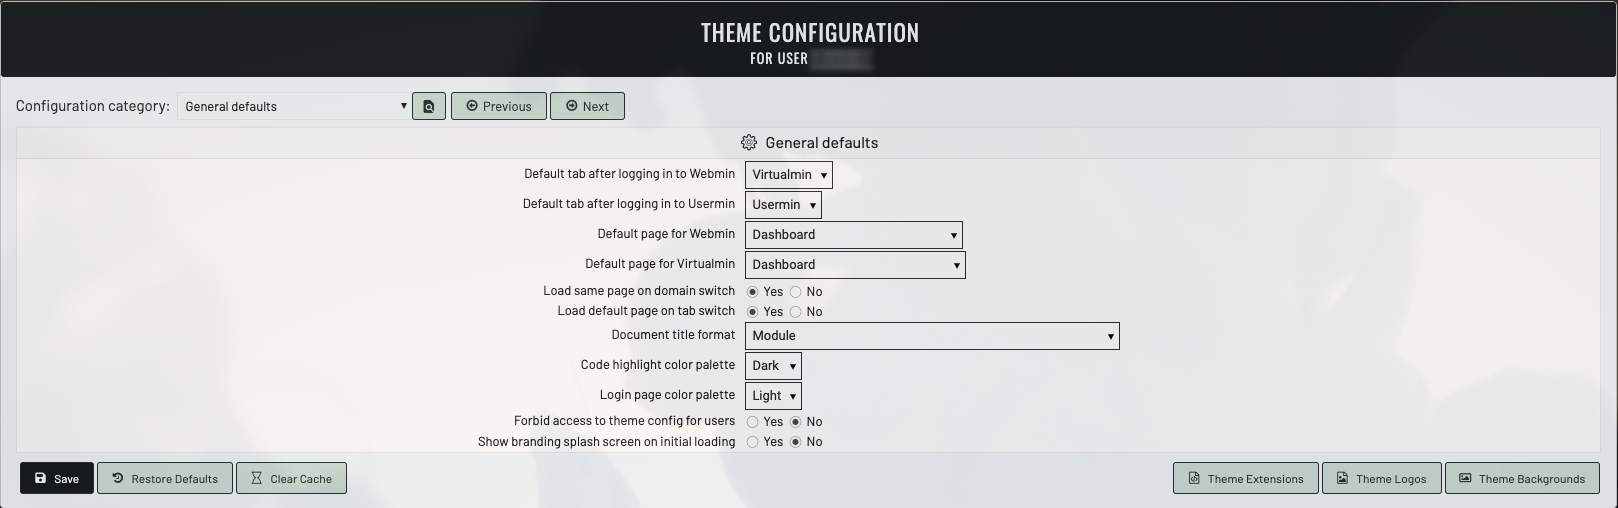 THEME CONFIGURATION
FOR USER
Configuration category: General defaults Previous Next
General defaults
Default tab after logging in to Webmin Virtualmin
Default tab after logging in to Usermin Usermin
Default page for Webmin Dashboard
Default page for Virtualmin Dashboard
Load same page on domain switch Yes No
Load default page on tab switch Yes No
Document title format Module
Code highlight color palette Dark
Login page color palette Light
Forbid access to theme config for users Yes No
Show branding splash screen on initial loading Yes No
Save Restore Defaults Clear Cache Theme Extensions Theme Logos Theme Backgrounds